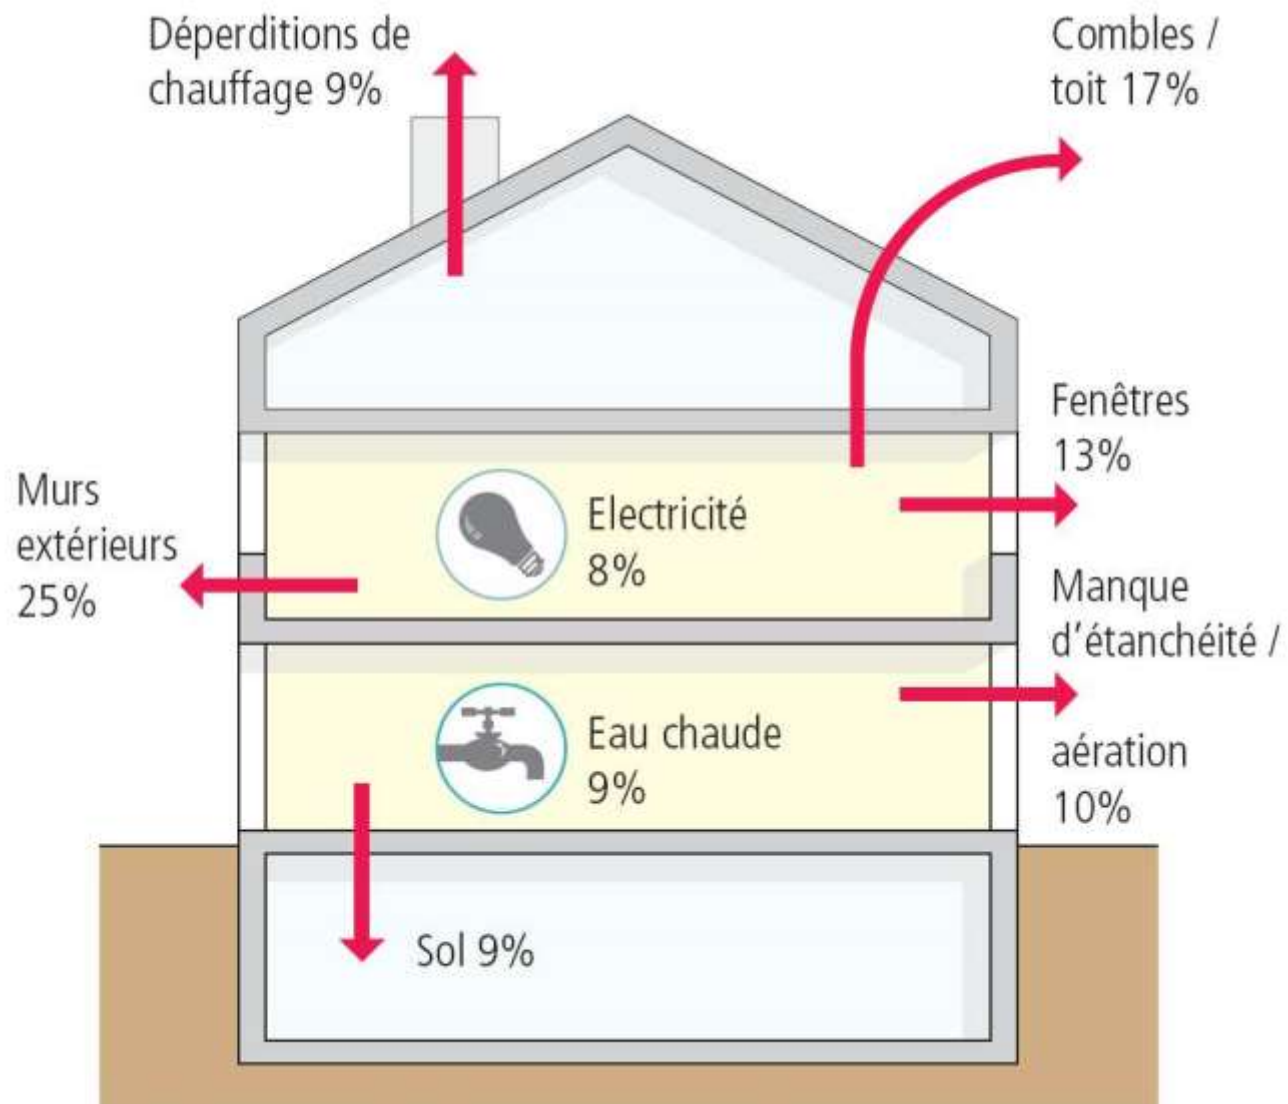 Déperditions de
chauffage 9%
Combles /
toit 17%
Fenêtres
13%
Murs
extérieurs
25%
Electricité
8%
Manque
d'étanchéité /
aération
10%
Eau chaude
9%
Sol 9%